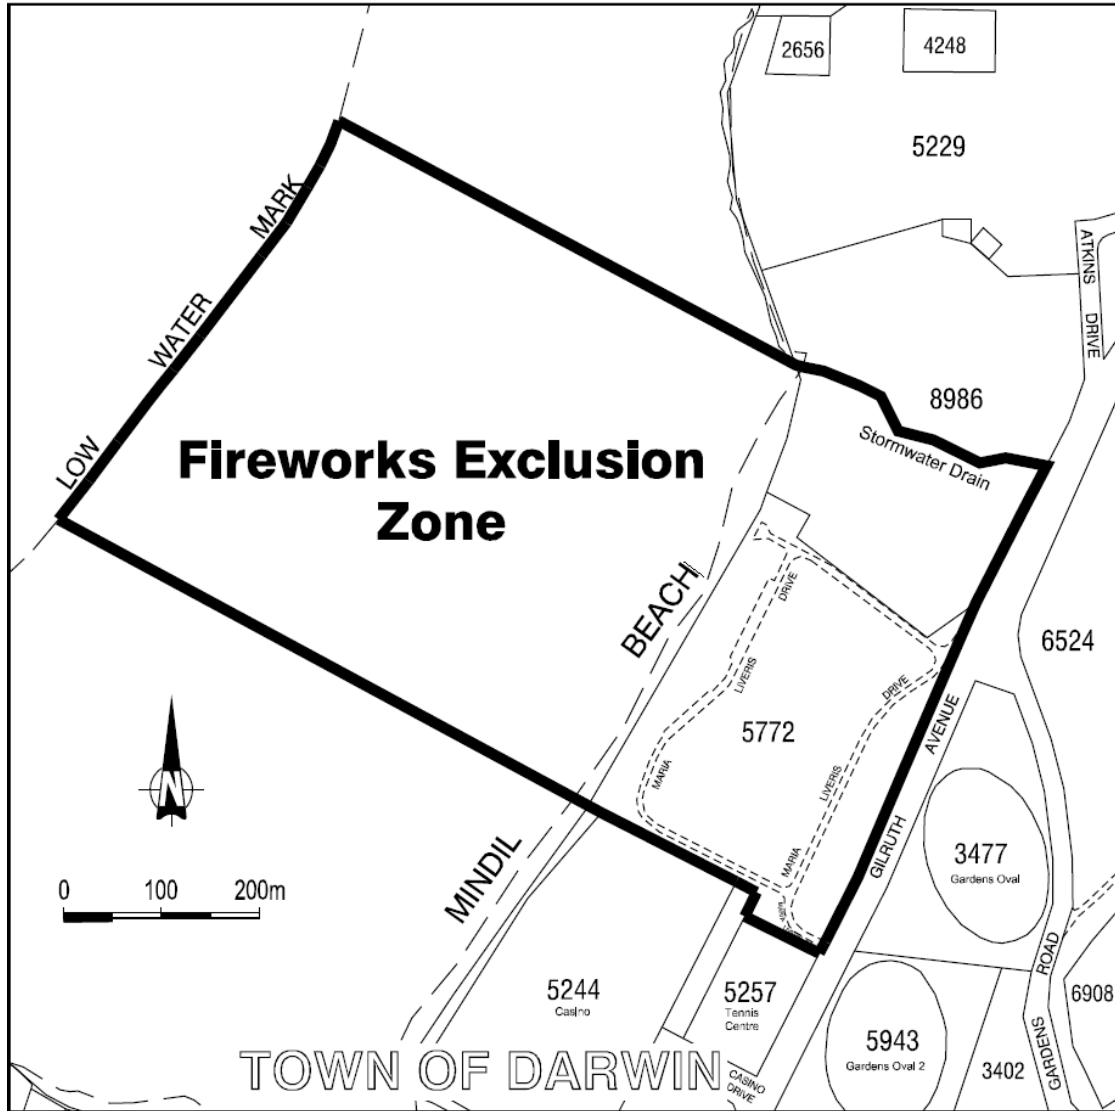 2656
4248
5229
ATKINS DRIVE
LOW WATER MARK
8986
Stormwater Drain
Fireworks Exclusion
Zone
MINDIL BEACH
DRIVE
LIVERIS
MARIA
DRIVE
LIVERIS
MARIA
5772
6524
GILRUTH AVENUE
N
0 100 200m
3477
Gardens Oval
GARDENS ROAD
5244
Casino
5257
Tennis
Centre
5943
Gardens Oval 2
6908
3402
CASINO
DRIVE
TOWN OF DARWIN